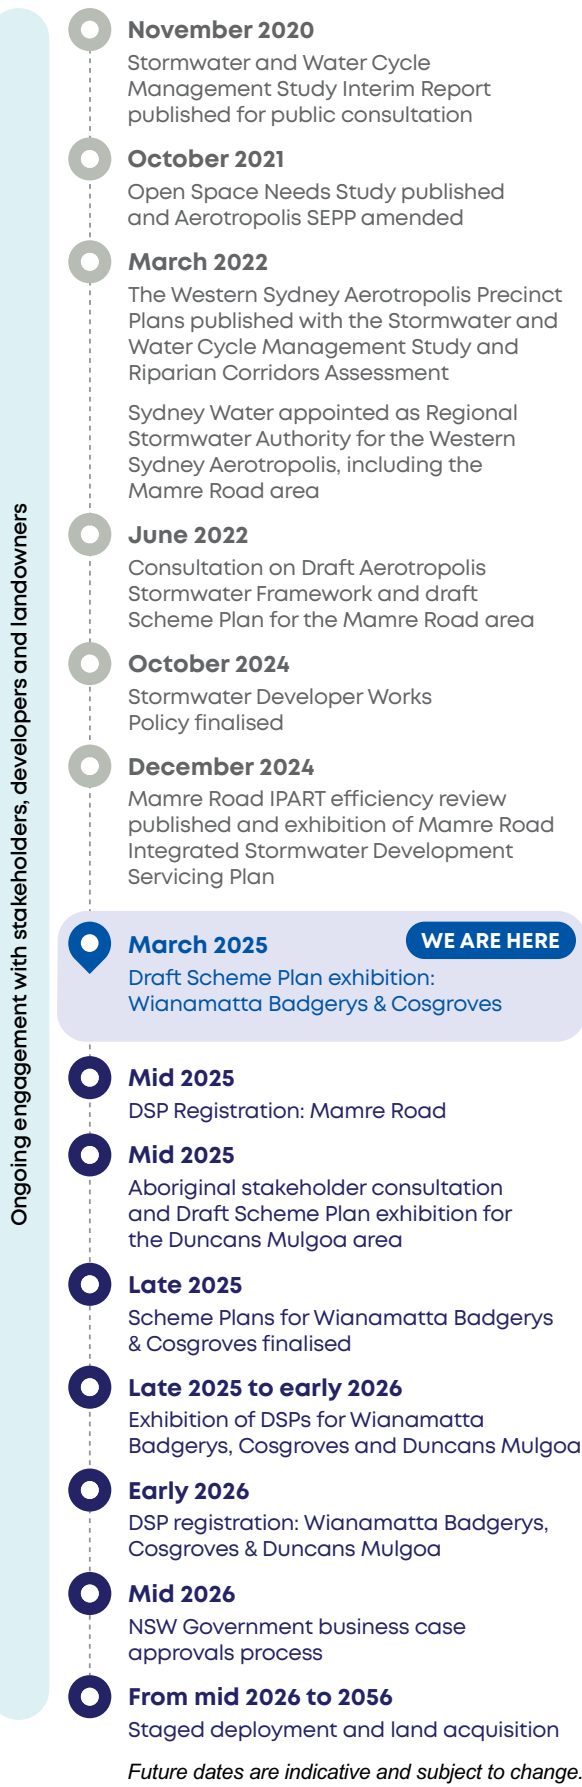 Ongoing engagement with stakeholders, developers and landowners
November 2020
Stormwater and Water Cycle
Management Study Interim Report
published for public consultation
October 2021
Open Space Needs Study published
and Aerotropolis SEPP amended
March 2022
The Western Sydney Aerotropolis Precinct
Plans published with the Stormwater and
Water Cycle Management Study and
Riparian Corridors Assessment
Sydney Water appointed as Regional
Stormwater Authority for the Western
Sydney Aerotropolis, including the
Mamre Road area
June 2022
Consultation on Draft Aerotropolis
Stormwater Framework and draft
Scheme Plan for the Mamre Road area
October 2024
Stormwater Developer Works
Policy finalised
December 2024
Mamre Road IPART efficiency review
published and exhibition of Mamre Road
Integrated Stormwater Development
Servicing Plan
March 2025
WE ARE HERE
Draft Scheme Plan exhibition:
Wianamatta Badgerys & Cosgroves
Mid 2025
DSP Registration: Mamre Road
Mid 2025
Aboriginal stakeholder consultation
and Draft Scheme Plan exhibition for
the Duncans Mulgoa area
Late 2025
Scheme Plans for Wianamatta Badgerys
& Cosgroves finalised
Late 2025 to early 2026
Exhibition of DSPs for Wianamatta
Badgerys, Cosgroves and Duncans Mulgoa
Early 2026
DSP registration: Wianamatta Badgerys,
Cosgroves & Duncans Mulgoa
Mid 2026
NSW Government business case
approvals process
From mid 2026 to 2056
Staged deployment and land acquisition
Future dates are indicative and subject to change.